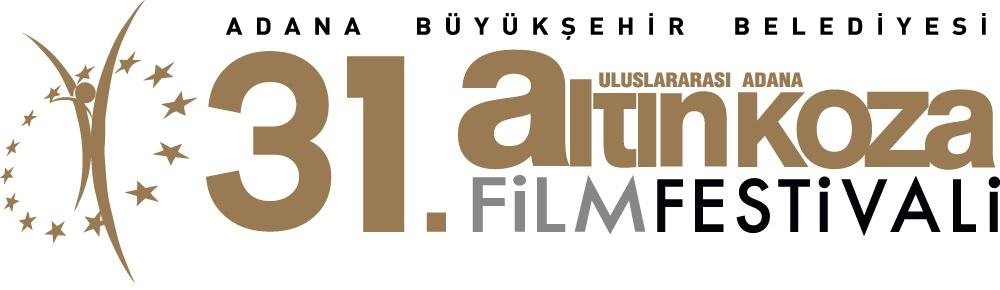 ADANA BÜYÜKŞEHİR BELEDİYESİ
31. ULUSLARARASI ADANA
altınkoza
FiLMFESTiVALi